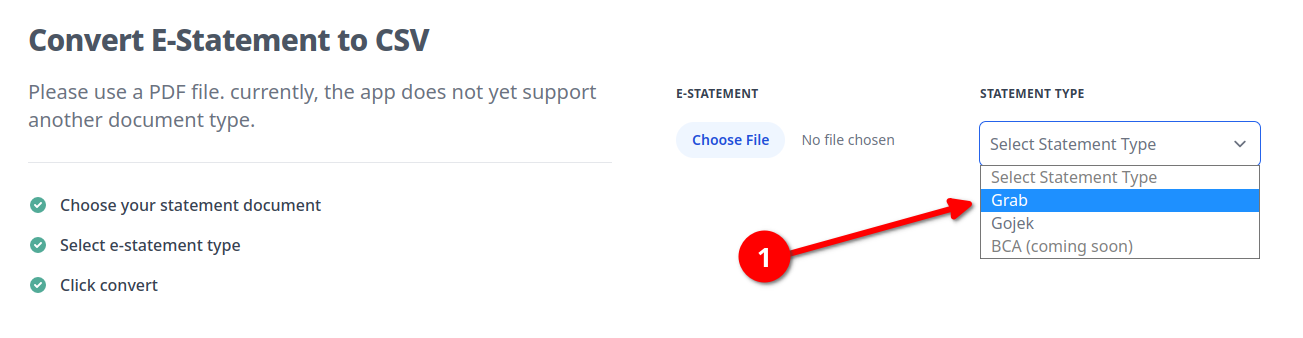 Convert E-Statement to CSV
Please use a PDF file. currently, the app does not yet support
another document type.
Choose your statement document
Select e-statement type
Click convert
E-STATEMENT
Choose File No file chosen
STATEMENT TYPE
Select Statement Type
Select Statement Type
Grab
Gojek
BCA (coming soon)
1